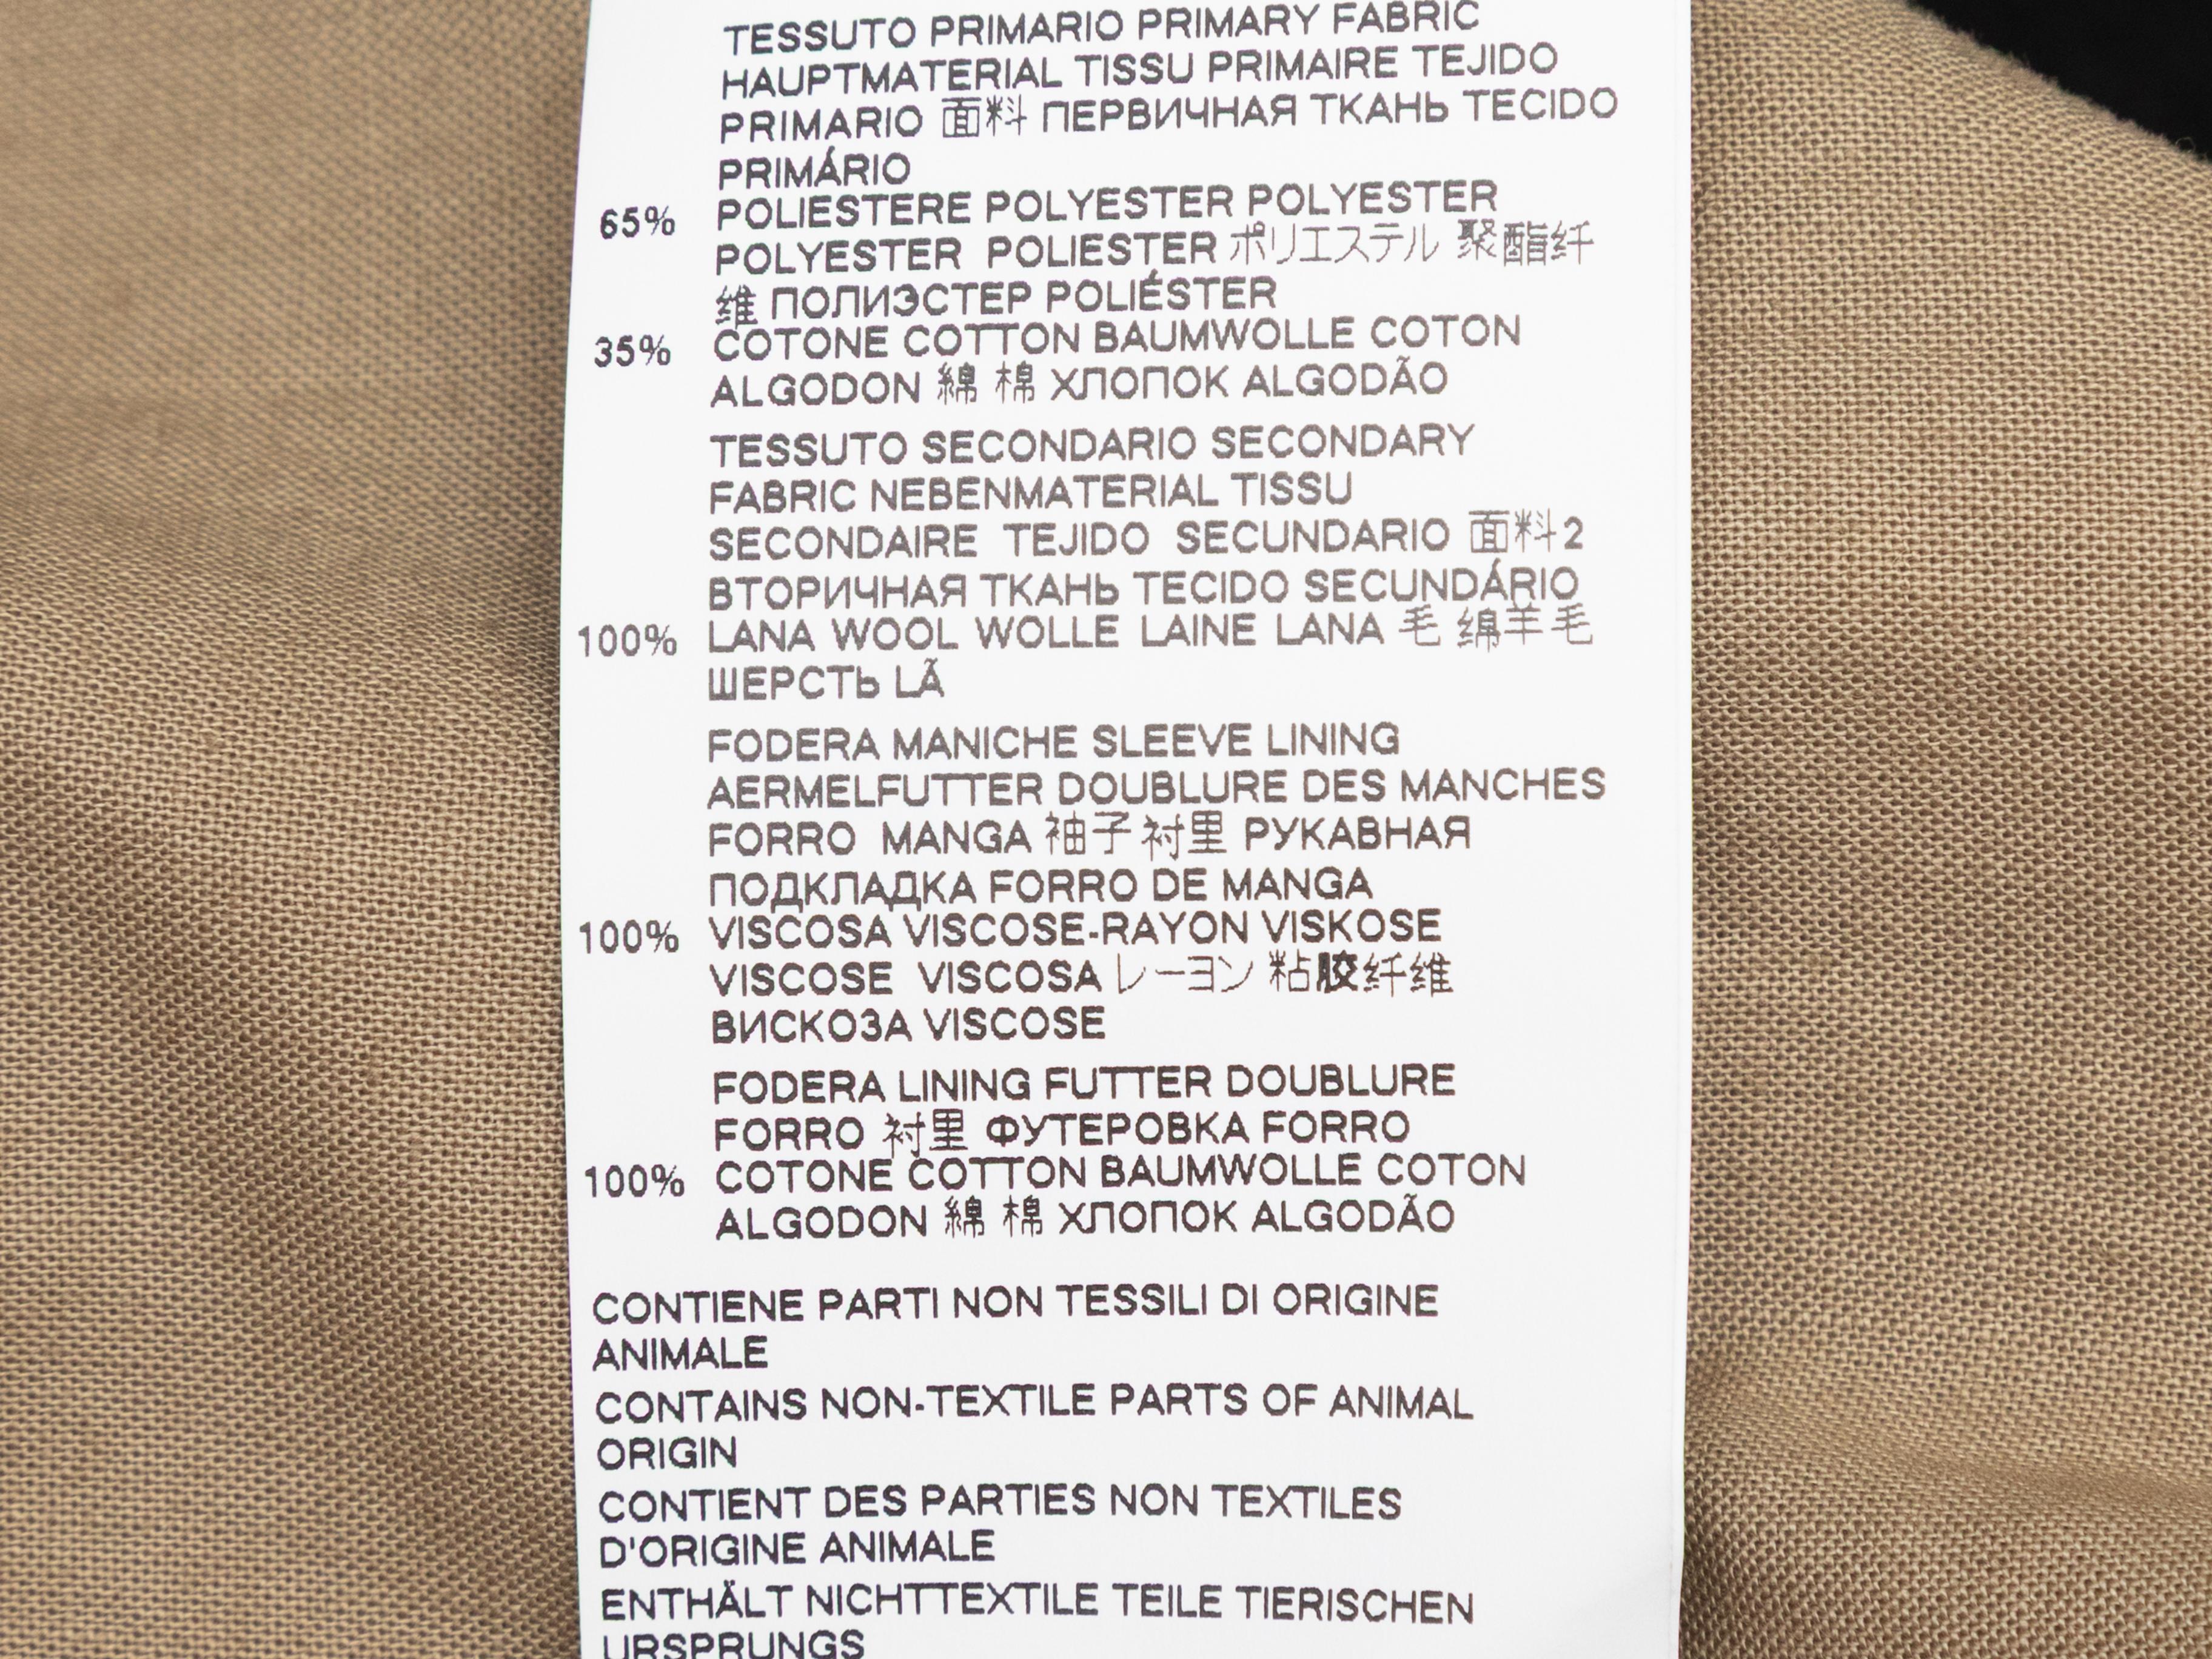 TESSUTO PRIMARIO PRIMARY FABRIC
HAUPTMATERIAL TISSU PRIMAIRE TEJIDO
PRIMARIO 面料 ПЕРВИЧНАЯ ТКАНЬ TECIDO
PRIMÁRIO
65% POLIESTERE POLYESTER POLYESTER
POLYESTER POLIESTER ポリエステル 聚酯纤
维 ПОЛИЭСТЕР POLIÉSTER
35% COTONE COTTON BAUMWOLLE COTON
ALGODON 綿 棉 ХЛОПОК ALGODÃO
TESSUTO SECONDARIO SECONDARY
FABRIC NEBENMATERIAL TISSU
SECONDAIRE TEJIDO SECUNDARIO 面料2
ВТОРИЧНАЯ ТКАНЬ TECIDO SECUNDÁRIO
100% LANA WOOL WOLLE LAINE LANA 毛 绵羊毛
ШЕРСТЬ LÃ
FODERA MANICHE SLEEVE LINING
AERMELFUTTER DOUBLURE DES MANCHES
FORRO MANGA 袖子衬里 РУКАВНАЯ
ПОДКЛАДКА FORRO DE MANGA
100% VISCOSA VISCOSE-RAYON VISKOSE
VISCOSE VISCOSA レーヨン 粘胶纤维
ВИСКОЗА VISCOSE
FODERA LINING FUTTER DOUBLURE
FORRO 衬里 ФУТЕРОВКА FORRO
100% COTONE COTTON BAUMWOLLE COTON
ALGODON 綿 棉 ХЛОПОК ALGODÃO
CONTIENE PARTI NON TESSILI DI ORIGINE
ANIMALE
CONTAINS NON-TEXTILE PARTS OF ANIMAL
ORIGIN
CONTIENT DES PARTIES NON TEXTILES
D'ORIGINE ANIMALE
ENTHÄLT NICHTTEXTILE TEILE TIERISCHEN
URSPRUNGS